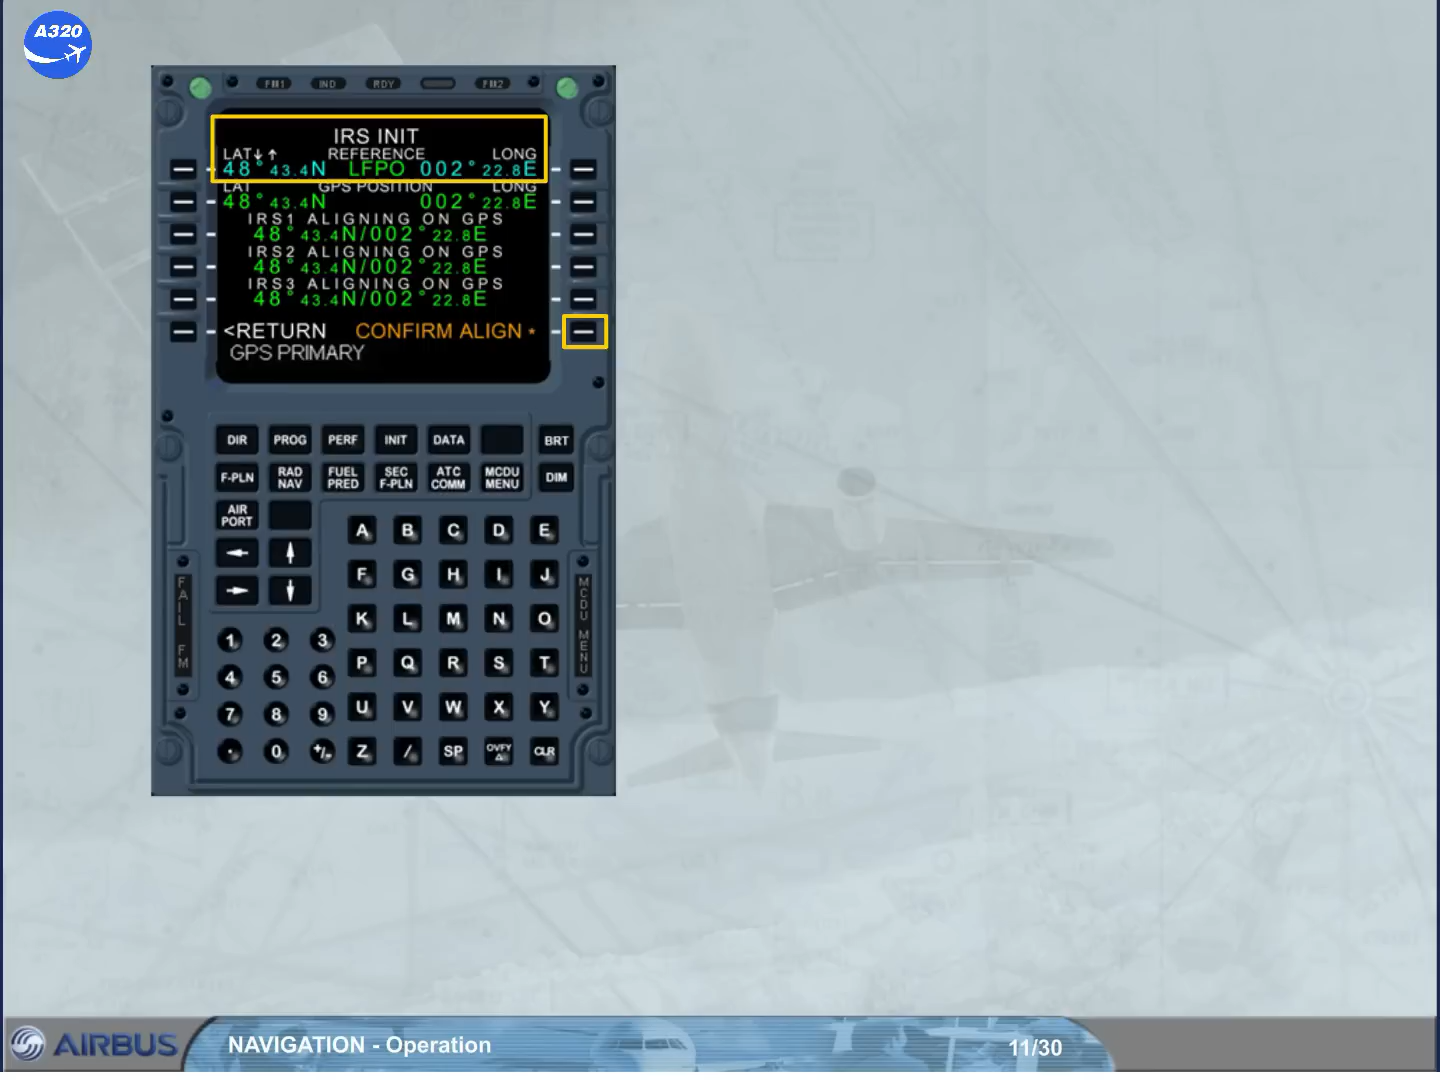 A320
FM1 IND RDY FM2
IRS INIT
LAT↓↑ REFERENCE LONG
48°43.4N LFPO 002°22.8E
LAT GPS POSITION LONG
48°43.4N 002°22.8E
IRS1 ALIGNING ON GPS
48°43.4N/002°22.8E
IRS2 ALIGNING ON GPS
48°43.4N/002°22.8E
IRS3 ALIGNING ON GPS
48°43.4N/002°22.8E
<RETURN CONFIRM ALIGN *
GPS PRIMARY
DIR PROG PERF INIT DATA BRT
F-PLN RAD NAV FUEL PRED SEC F-PLN ATC COMM MCDU MENU DIM
AIR PORT
A B C D E
F G H I J
K L M N O
1 2 3 P Q R S T
4 5 6 U V W X Y
7 8 9 Z / SP OVFY Δ CLR
. 0 +/-
FAIL FM
MCDU MENU
AIRBUS NAVIGATION - Operation 11/30